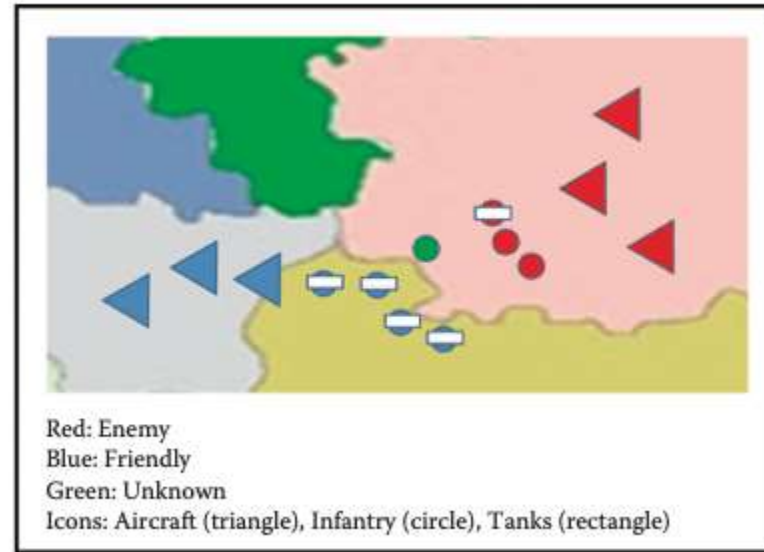 Red: Enemy
Blue: Friendly
Green: Unknown
Icons: Aircraft (triangle), Infantry (circle), Tanks (rectangle)